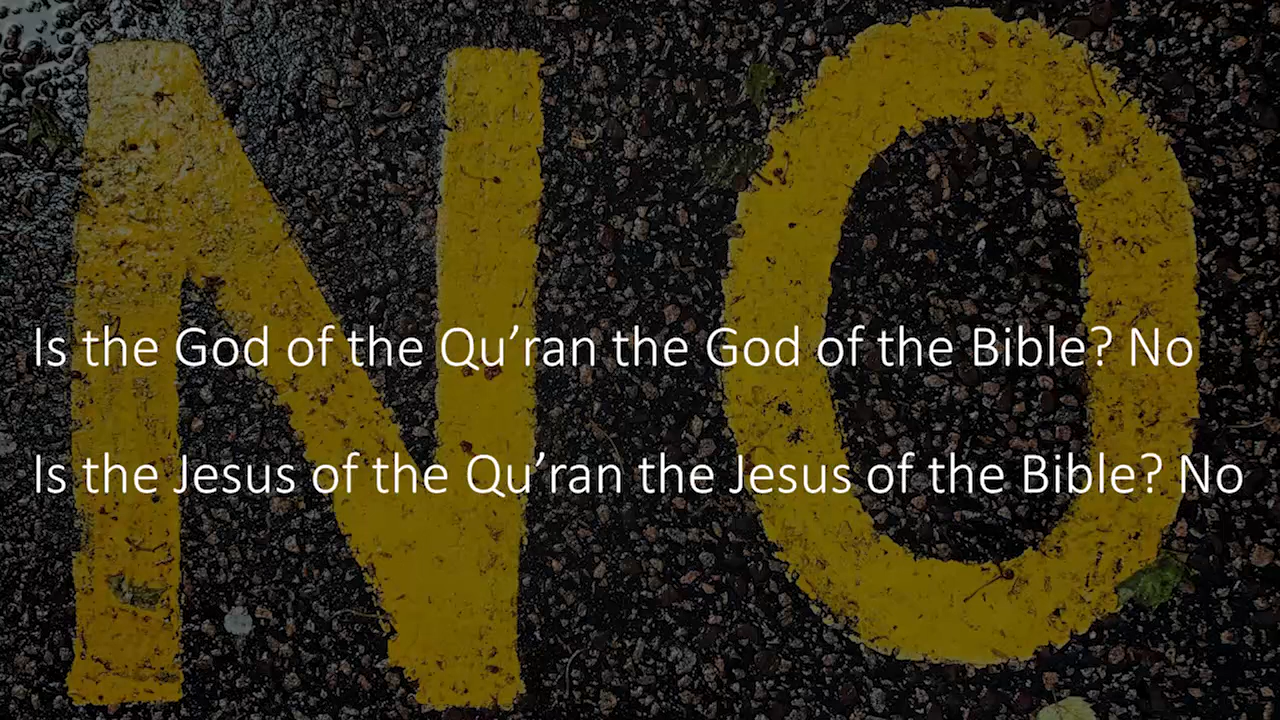 NO
Is the God of the Qu’ran the God of the Bible? No
Is the Jesus of the Qu’ran the Jesus of the Bible? No